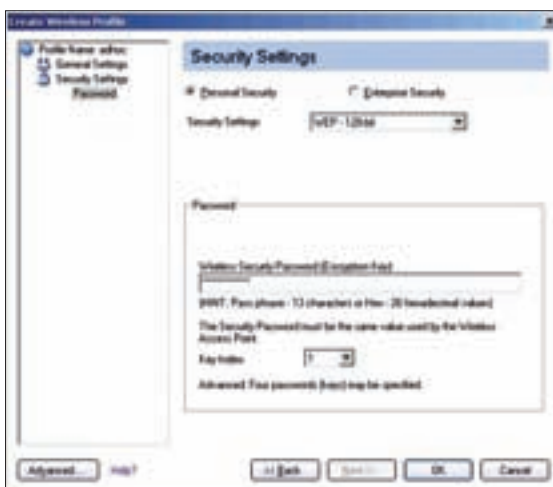 Create Wireless Profile
Profile Name: adhoc
General Settings
Security Settings
Password
Security Settings
Personal Security
Enterprise Security
Security Settings
WEP - 128-bit
Password
Wireless Security Password (Encryption Key)
(HINT: Pass phrase - 13 characters or Hex - 26 hexadecimal values)
The Security Password must be the same value used by the Wireless
Access Point.
Key Index
1
Advanced: Four passwords (keys) may be specified.
Advanced...
Help?
<< Back
OK
Cancel